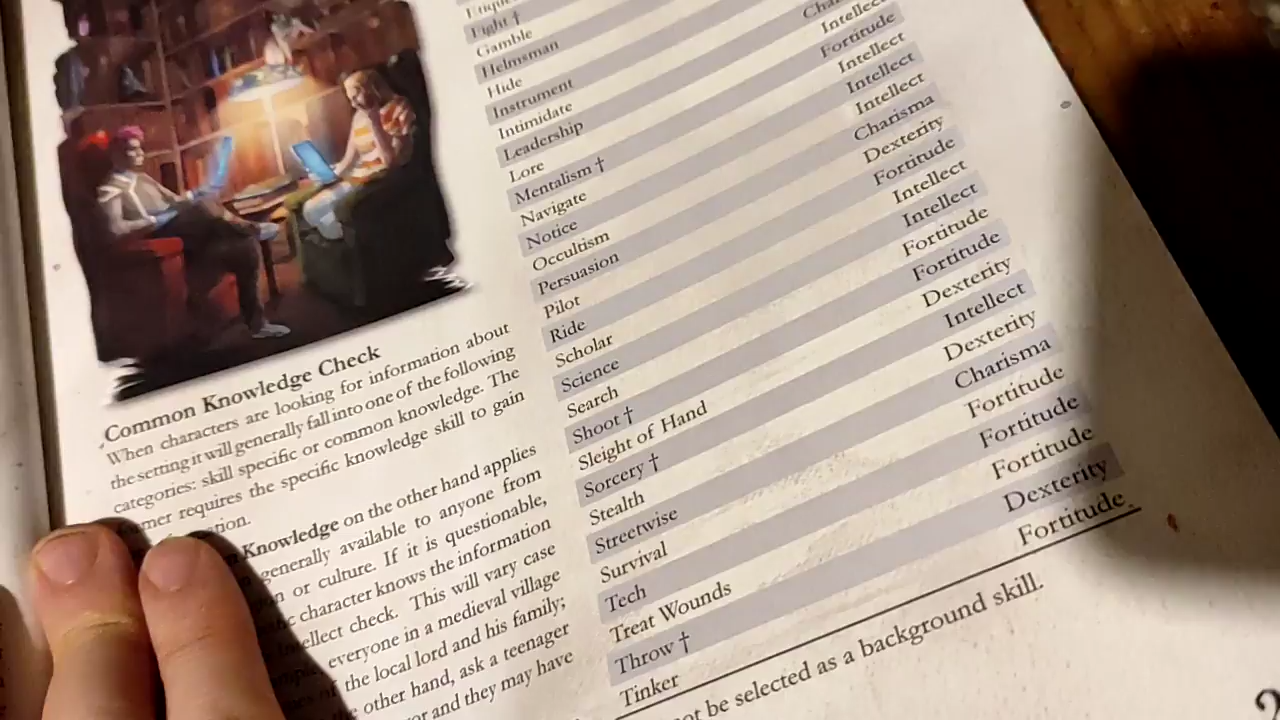 Fight †
Gamble
Helmsman
Hide
Instrument
Intimidate
Leadership
Lore Intellect
Mentalism † Fortitude
Navigate Intellect
Notice Intellect
Occultism Intellect
Persuasion Charisma
Pilot Dexterity
Ride Fortitude
Scholar Intellect
Science Intellect
Search Fortitude
Shoot † Fortitude
Sleight of Hand Dexterity
Sorcery † Intellect
Stealth Dexterity
Streetwise Charisma
Survival Fortitude
Tech Fortitude
Treat Wounds Fortitude
Throw † Dexterity
Tinker Fortitude
be selected as a background skill.
Common Knowledge Check
When characters are looking for information about
the setting it will generally fall into one of the following
categories: skill specific or common knowledge. The
requires the specific knowledge skill to gain
Knowledge on the other hand applies
generally available to anyone from
or culture. If it is questionable,
character knows the information
check. This will vary case
everyone in a medieval village
the local lord and his family;
other hand, ask a teenager
and they may have